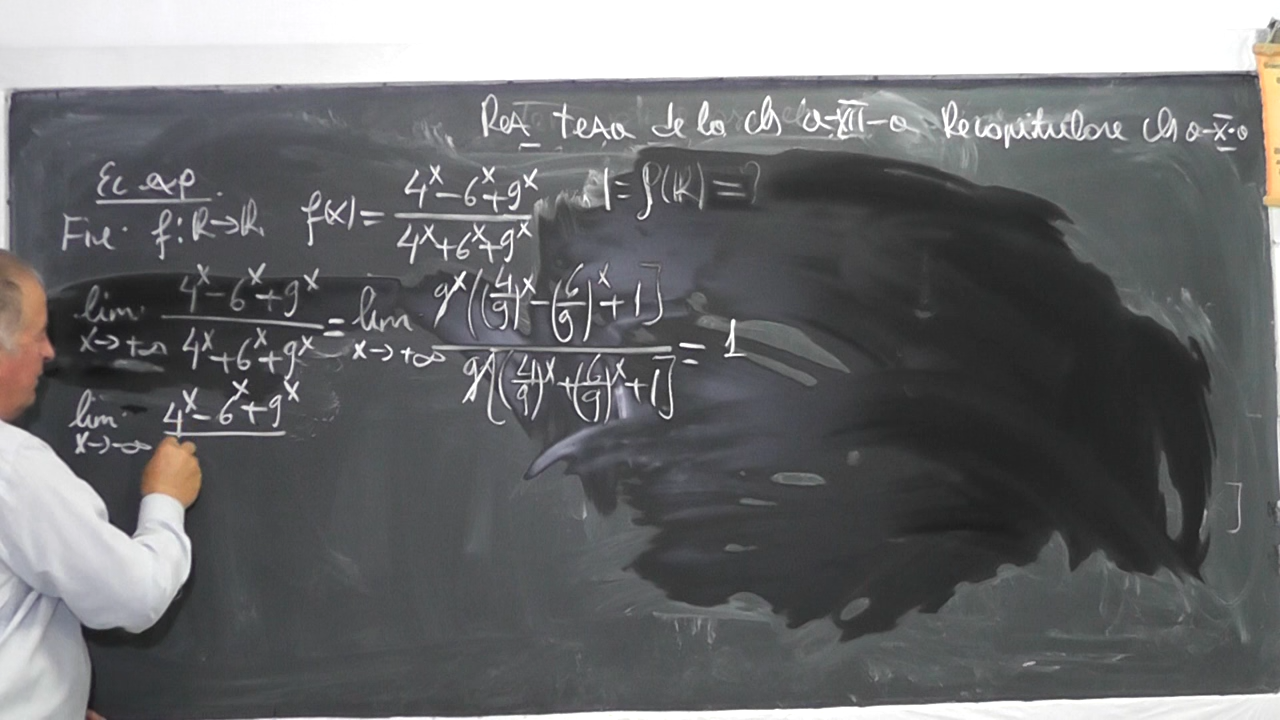 Rez teza de la cls a-XII-a Recapitulare cls a-X-a
Ec exp.
Fie: f:ℝ→ℝ, f(x)= (4^x-6^x+9^x)/(4^x+6^x+9^x) f(ℝ)=?
lim x→+∞ (4^x-6^x+9^x)/(4^x+6^x+9^x) = lim x→+∞ 9^x[(4/9)^x-(6/9)^x+1]/9^x[(4/9)^x+(6/9)^x+1] = 1
lim x→-∞ 4^x-6^x+9^x
]